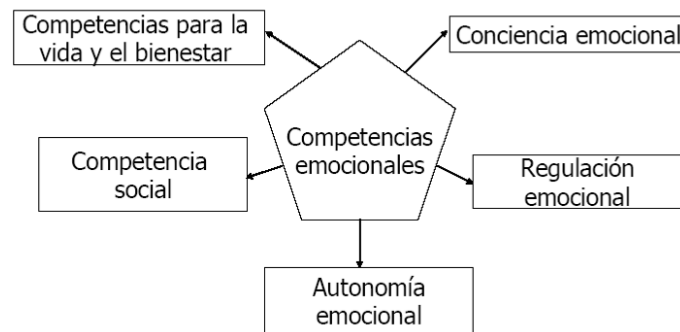 Competencias para la
vida y el bienestar
Conciencia emocional
Competencias
emocionales
Competencia
social
Regulación
emocional
Autonomía
emocional